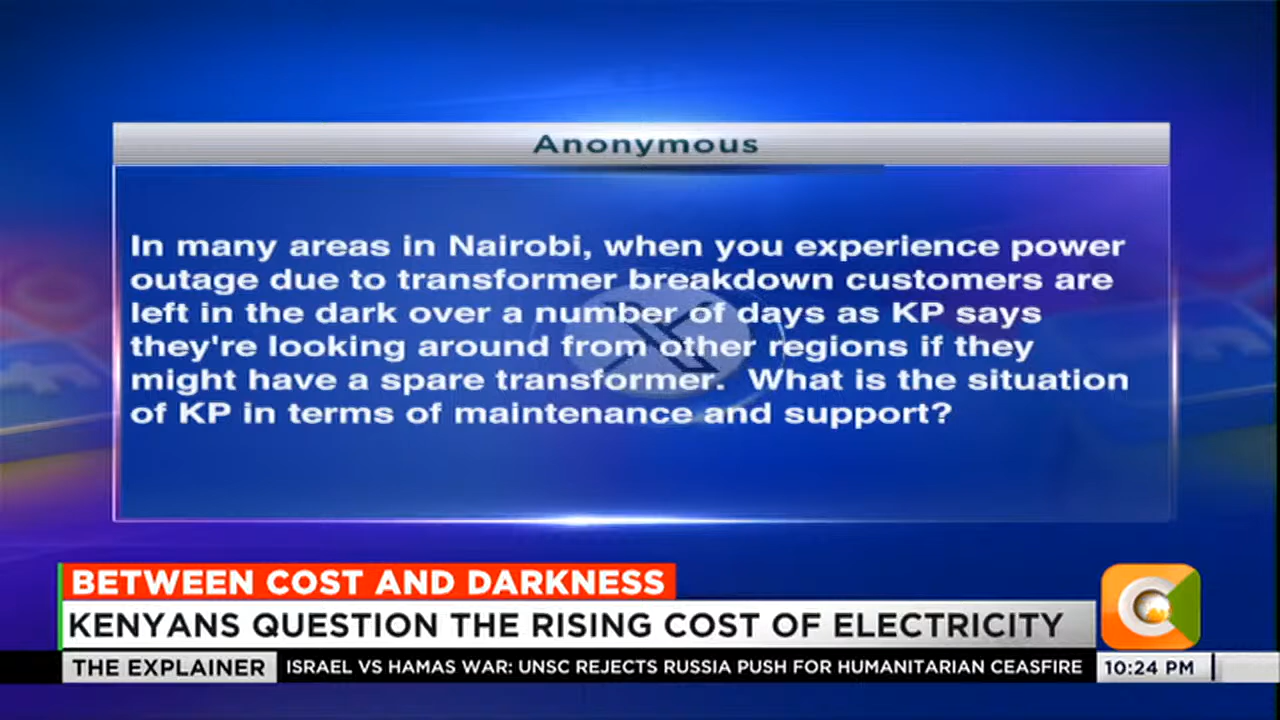 Anonymous
In many areas in Nairobi, when you experience power
outage due to transformer breakdown customers are
left in the dark over a number of days as KP says
they're looking around from other regions if they
might have a spare transformer.  What is the situation
of KP in terms of maintenance and support?
BETWEEN COST AND DARKNESS
KENYANS QUESTION THE RISING COST OF ELECTRICITY
THE EXPLAINER
ISRAEL VS HAMAS WAR: UNSC REJECTS RUSSIA PUSH FOR HUMANITARIAN CEASFIRE
10:24 PM